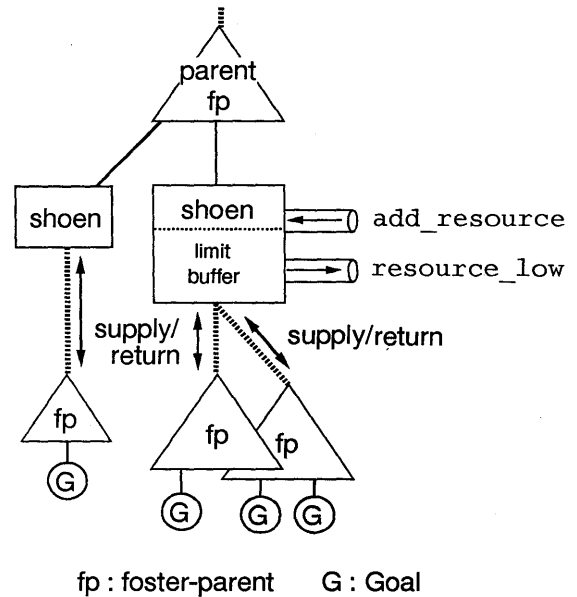 parent
fp
shoen
shoen
add_resource
limit
buffer
resource_low
supply/
return
supply/return
fp
fp
fp
G
G
G
G
fp : foster-parent G : Goal